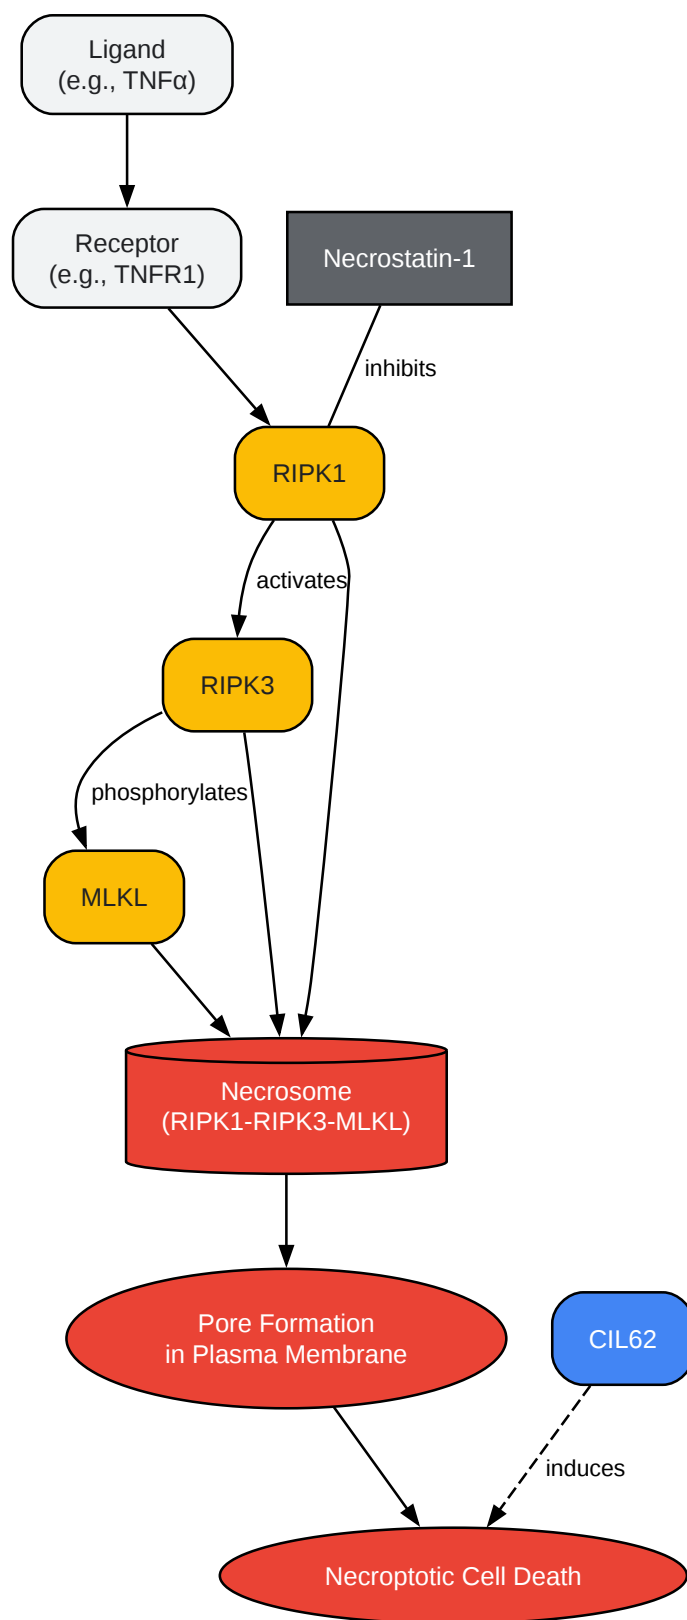 Ligand
(e.g., TNFα)
Receptor
(e.g., TNFR1)
Necrostatin-1
inhibits
RIPK1
activates
RIPK3
phosphorylates
MLKL
Necrosome
(RIPK1-RIPK3-MLKL)
Pore Formation
in Plasma Membrane
CIL62
induces
Necroptotic Cell Death